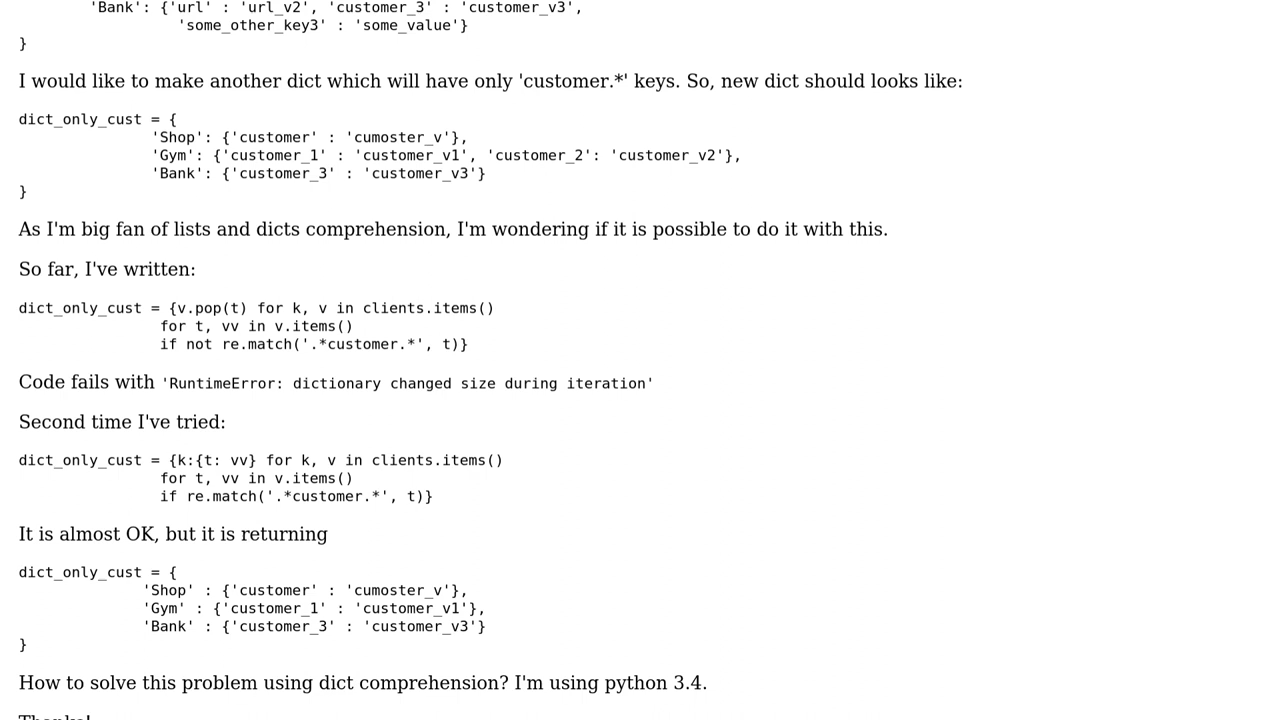 'Bank': {'url' : 'url_v2', 'customer_3' : 'customer_v3',
'some_other_key3' : 'some_value'}
}
I would like to make another dict which will have only 'customer.*' keys. So, new dict should looks like:
dict_only_cust = {
'Shop': {'customer' : 'cumoster_v'},
'Gym': {'customer_1' : 'customer_v1', 'customer_2': 'customer_v2'},
'Bank': {'customer_3' : 'customer_v3'}
}
As I'm big fan of lists and dicts comprehension, I'm wondering if it is possible to do it with this.
So far, I've written:
dict_only_cust = {v.pop(t) for k, v in clients.items()
for t, vv in v.items()
if not re.match('.*customer.*', t)}
Code fails with 'RuntimeError: dictionary changed size during iteration'
Second time I've tried:
dict_only_cust = {k:{t: vv} for k, v in clients.items()
for t, vv in v.items()
if re.match('.*customer.*', t)}
It is almost OK, but it is returning
dict_only_cust = {
'Shop' : {'customer' : 'cumoster_v'},
'Gym' : {'customer_1' : 'customer_v1'},
'Bank' : {'customer_3' : 'customer_v3'}
}
How to solve this problem using dict comprehension? I'm using python 3.4.
Thanks!